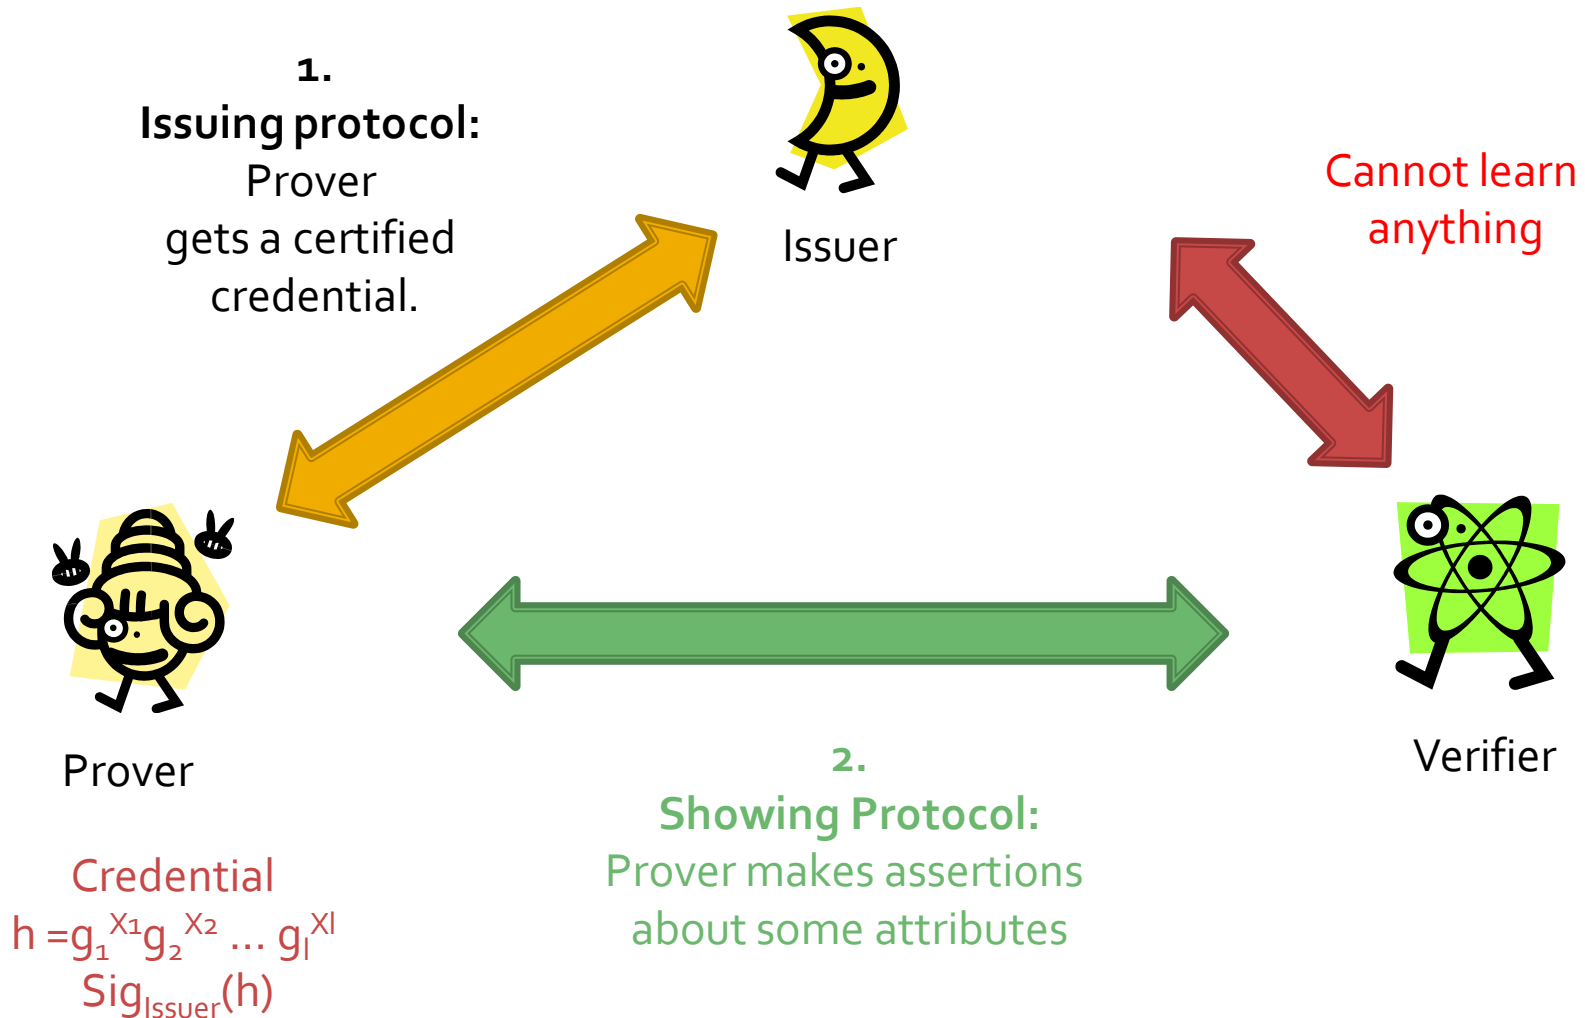 1.
Issuing protocol:
Prover
gets a certified
credential.
Issuer
Cannot learn
anything
Prover
Verifier
2.
Showing Protocol:
Prover makes assertions
about some attributes
Credential
h =g₁ˣ¹g₂ˣ² ... gₗˣˡ
Sig_Issuer(h)